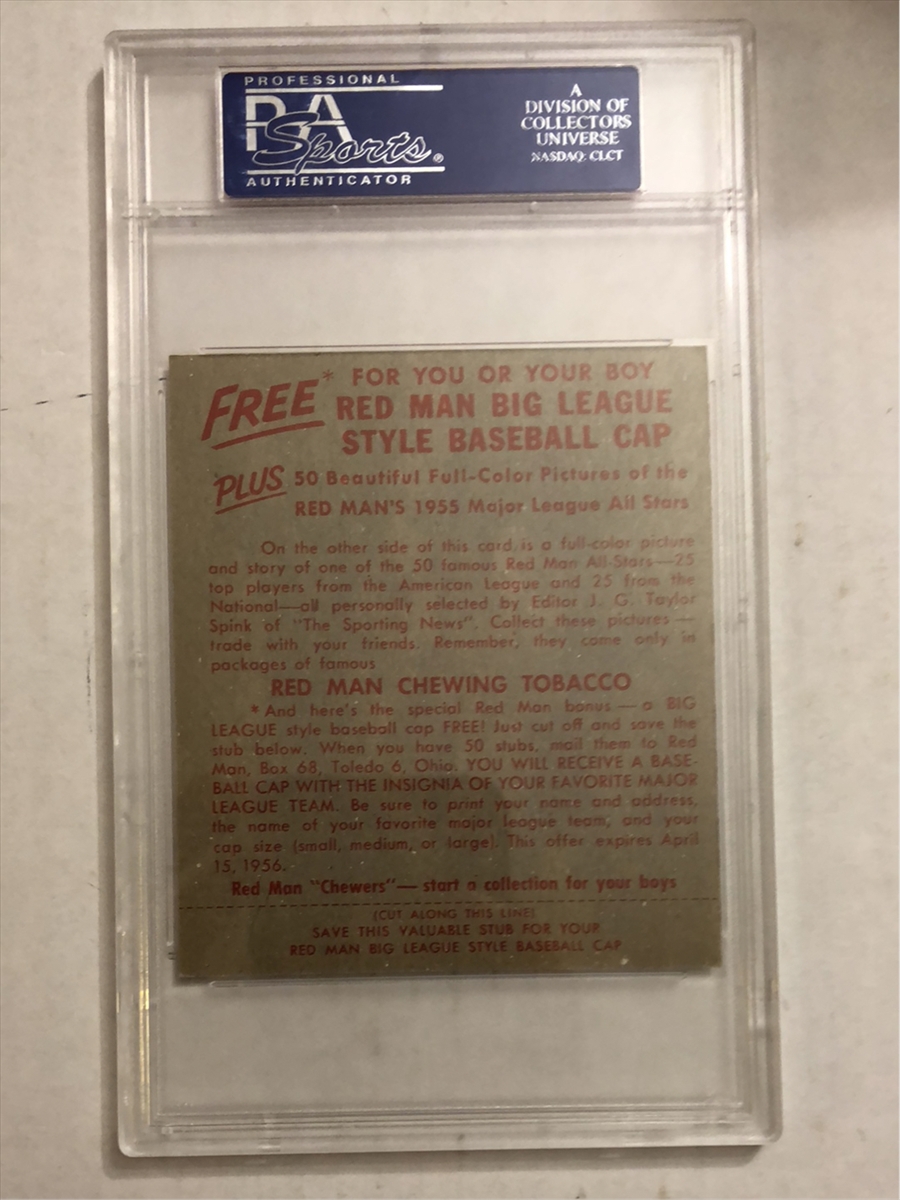 PROFESSIONAL
PSA
Sports®
AUTHENTICATOR
A
DIVISION OF
COLLECTORS
UNIVERSE
NASDAQ: CLCT
FREE* FOR YOU OR YOUR BOY
RED MAN BIG LEAGUE
STYLE BASEBALL CAP
PLUS 50 Beautiful Full-Color Pictures of the
RED MAN'S 1955 Major League All Stars
On the other side of this card is a full-color picture
and story of one of the 50 famous Red Man All-Stars—25
top players from the American League and 25 from the
National—all personally selected by Editor J. G. Taylor
Spink of "The Sporting News". Collect these pictures—
trade with your friends. Remember, they come only in
packages of famous
RED MAN CHEWING TOBACCO
*And here's the special Red Man bonus—a BIG
LEAGUE style baseball cap FREE! Just cut off and save the
stub below. When you have 50 stubs, mail them to Red
Man, Box 68, Toledo 6, Ohio. YOU WILL RECEIVE A BASE-
BALL CAP WITH THE INSIGNIA OF YOUR FAVORITE MAJOR
LEAGUE TEAM. Be sure to print your name and address,
the name of your favorite major league team, and your
cap size (small, medium, or large). This offer expires April
15, 1956.
Red Man "Chewers"—start a collection for your boys
(CUT ALONG THIS LINE)
SAVE THIS VALUABLE STUB FOR YOUR
RED MAN BIG LEAGUE STYLE BASEBALL CAP